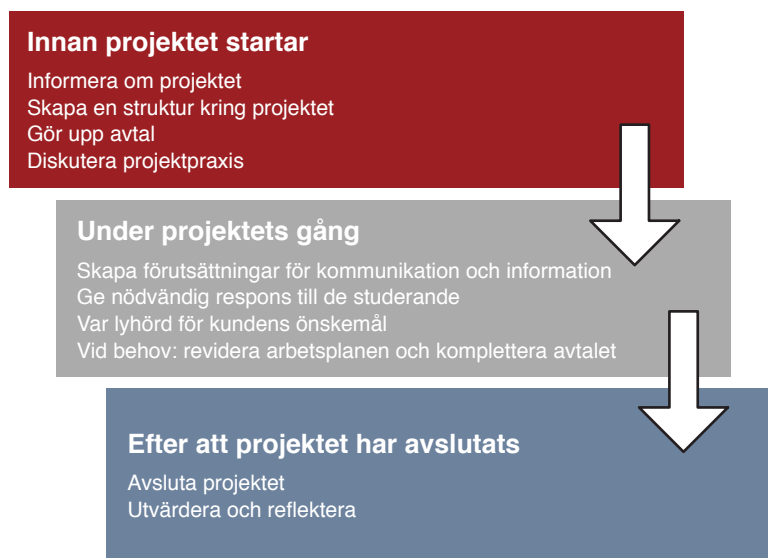 Innan projektet startar
Informera om projektet
Skapa en struktur kring projektet
Gör upp avtal
Diskutera projektpraxis
Under projektets gång
Skapa förutsättningar för kommunikation och information
Ge nödvändig respons till de studerande
Var lyhörd för kundens önskemål
Vid behov: revidera arbetsplanen och komplettera avtalet
Efter att projektet har avslutats
Avsluta projektet
Utvärdera och reflektera